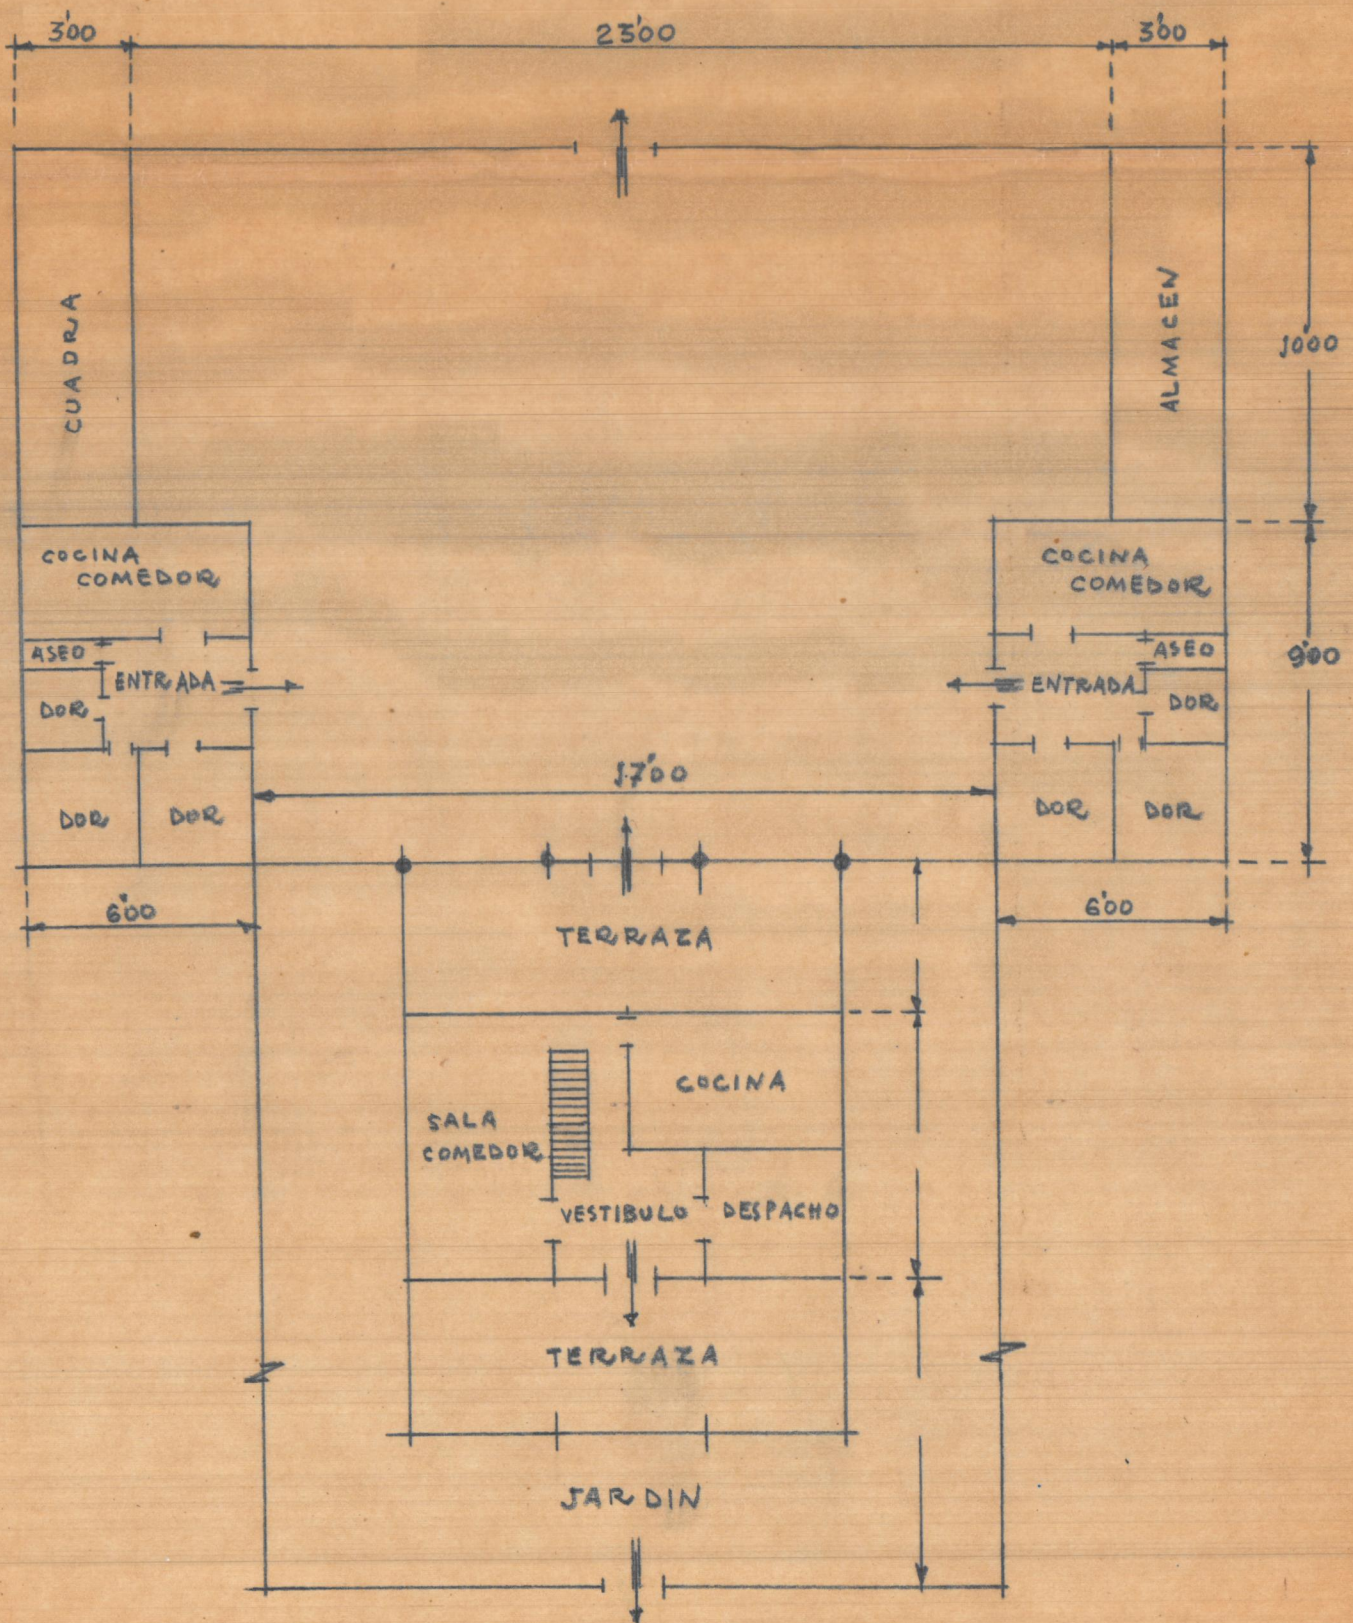 3'00
23'00
3'00
CUADRA
ALMACEN
10'00
COCINA
COMEDOR
COCINA
COMEDOR
ASEO
ASEO
9'00
ENTRADA
ENTRADA
DOR
DOR
17'00
DOR
DOR
DOR
DOR
6'00
6'00
TERRAZA
COCINA
SALA
COMEDOR
VESTIBULO
DESPACHO
TERRAZA
JARDIN